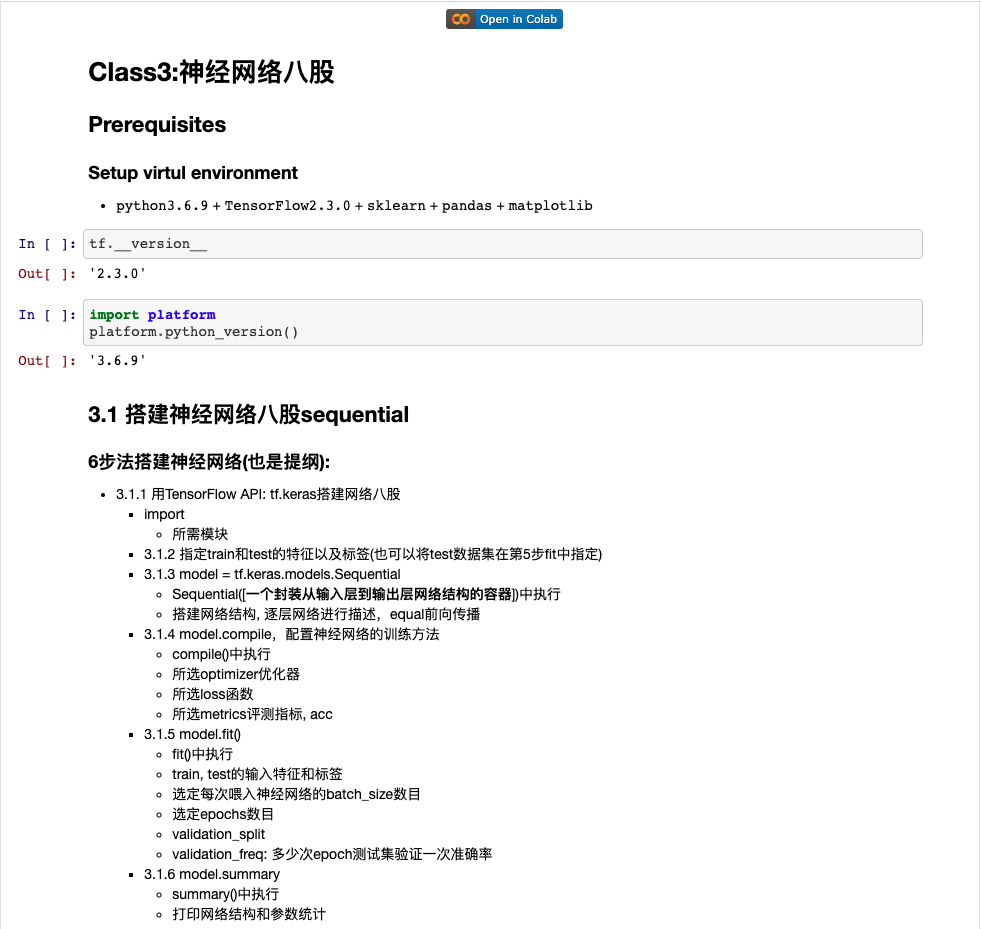 Open in Colab
Class3:神经网络八股
Prerequisites
Setup virtul environment
• python3.6.9 + TensorFlow2.3.0 + sklearn + pandas + matplotlib
In [ ]: tf.__version__
Out[ ]: '2.3.0'
In [ ]: import platform
platform.python_version()
Out[ ]: '3.6.9'
3.1 搭建神经网络八股sequential
6步法搭建神经网络(也是提纲):
• 3.1.1 用TensorFlow API: tf.keras搭建网络八股
▪ import
◦ 所需模块
▪ 3.1.2 指定train和test的特征以及标签(也可以将test数据集在第5步fit中指定)
▪ 3.1.3 model = tf.keras.models.Sequential
◦ Sequential([一个封装从输入层到输出层网络结构的容器])中执行
◦ 搭建网络结构, 逐层网络进行描述，equal前向传播
▪ 3.1.4 model.compile，配置神经网络的训练方法
◦ compile()中执行
◦ 所选optimizer优化器
◦ 所选loss函数
◦ 所选metrics评测指标, acc
▪ 3.1.5 model.fit()
◦ fit()中执行
◦ train, test的输入特征和标签
◦ 选定每次喂入神经网络的batch_size数目
◦ 选定epochs数目
◦ validation_split
◦ validation_freq: 多少次epoch测试集验证一次准确率
▪ 3.1.6 model.summary
◦ summary()中执行
◦ 打印网络结构和参数统计